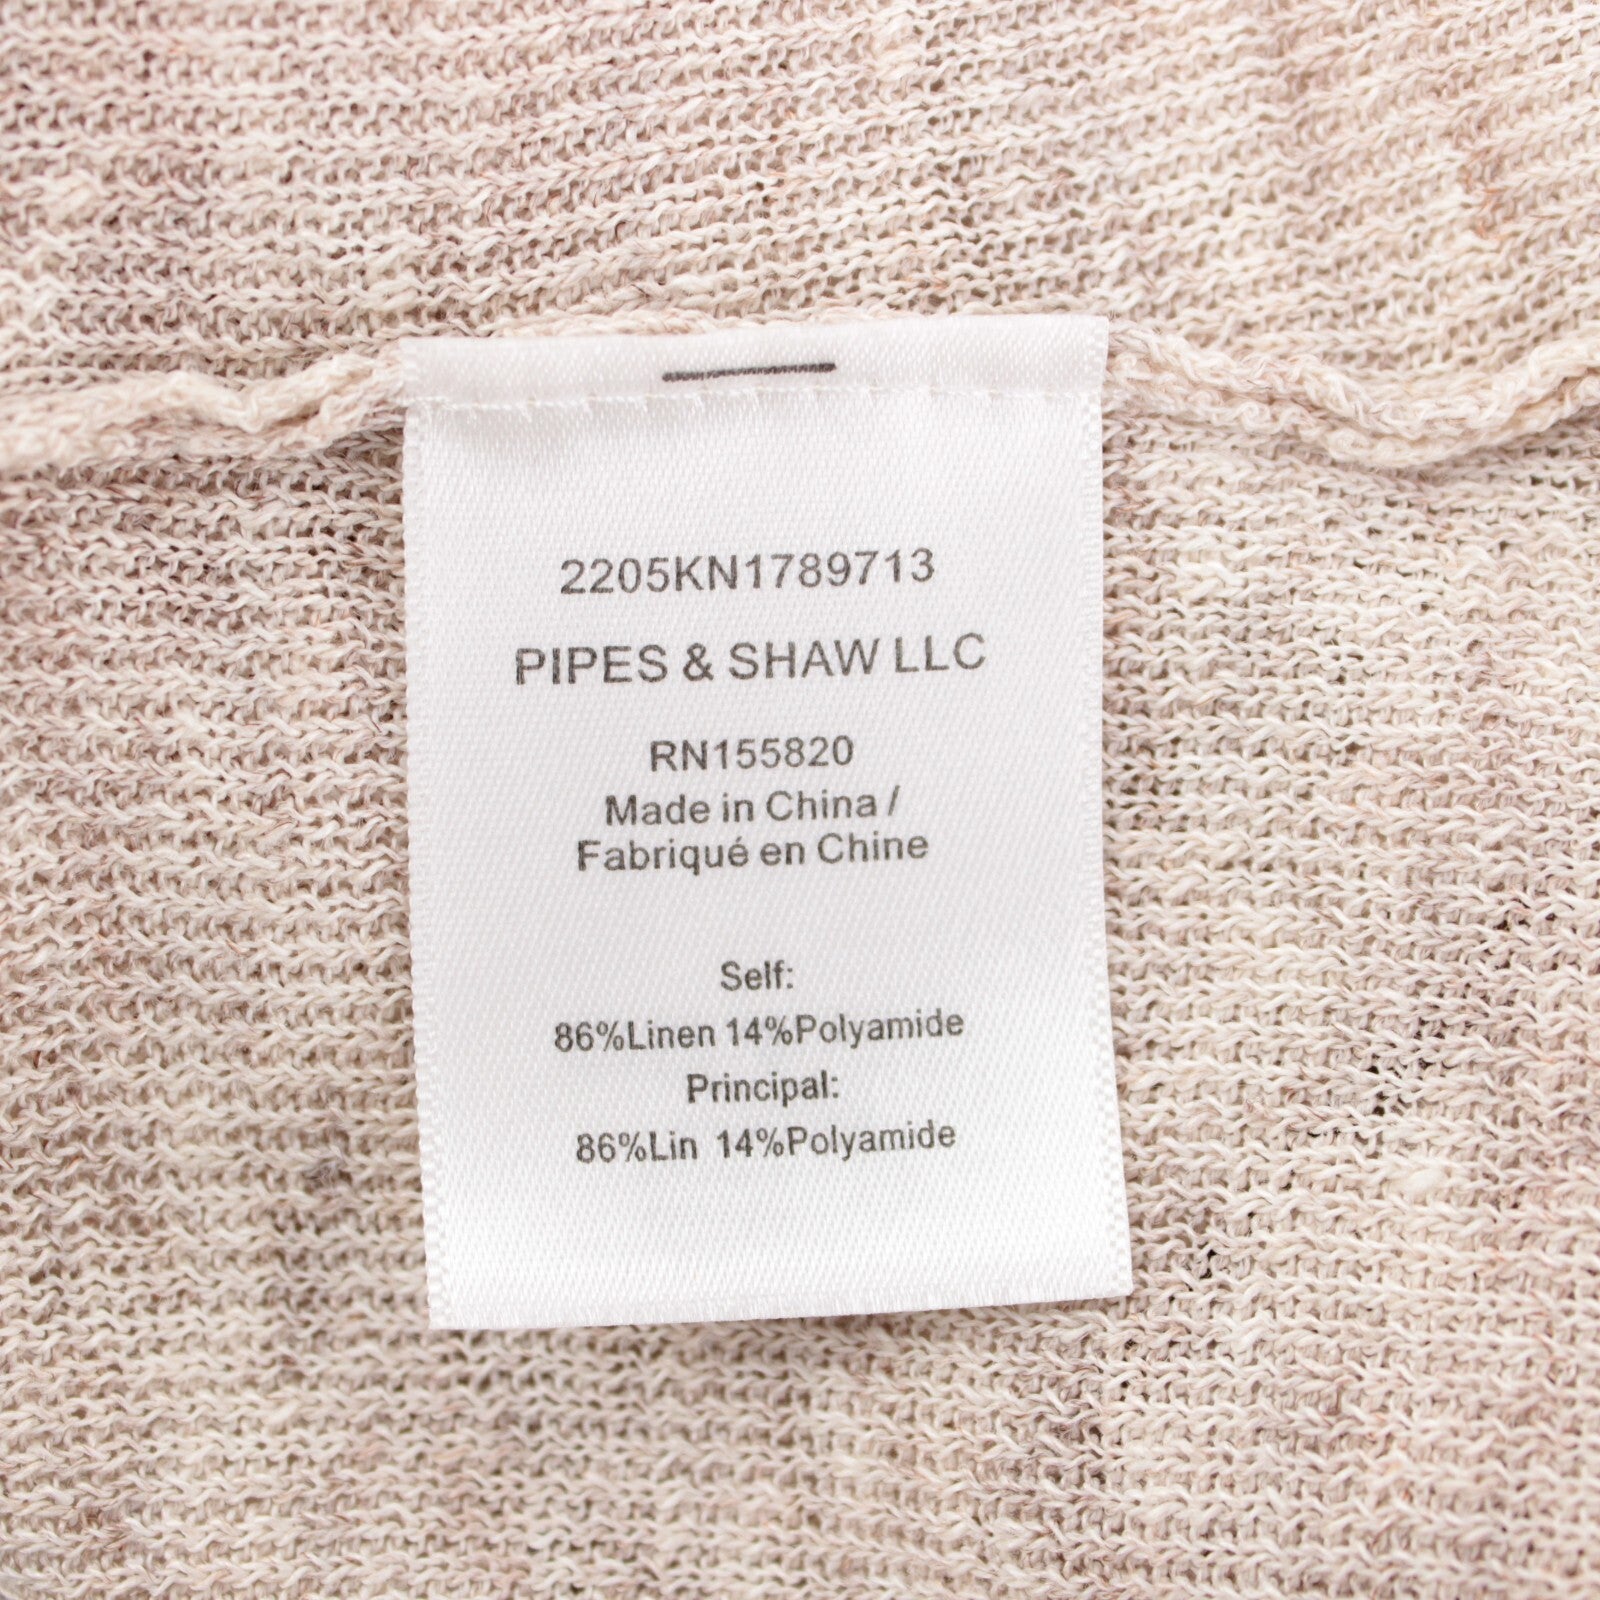 2205KN1789713
PIPES & SHAW LLC
RN155820
Made in China /
Fabriqué en Chine
Self:
86%Linen 14%Polyamide
Principal:
86%Lin 14%Polyamide